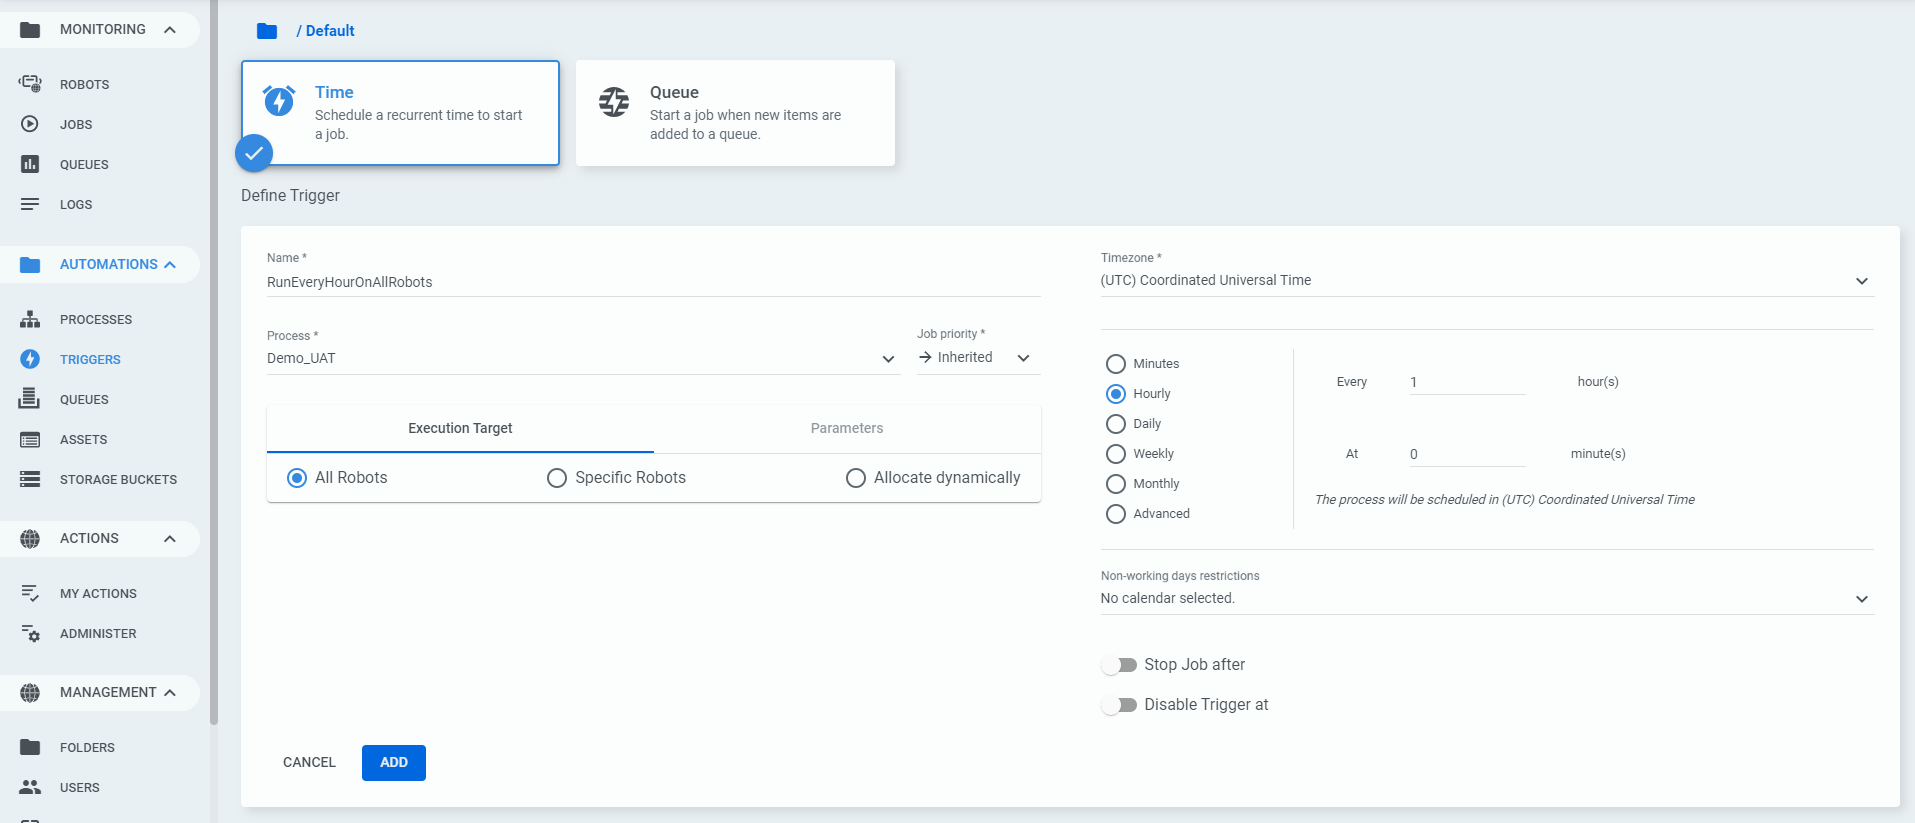 MONITORING
ROBOTS
JOBS
QUEUES
LOGS
AUTOMATIONS
PROCESSES
TRIGGERS
QUEUES
ASSETS
STORAGE BUCKETS
ACTIONS
MY ACTIONS
ADMINISTER
MANAGEMENT
FOLDERS
USERS
/ Default
Time
Schedule a recurrent time to start
a job.
Queue
Start a job when new items are
added to a queue.
Define Trigger
Name *
RunEveryHourOnAllRobots
Process *
Demo_UAT
Job priority *
Inherited
Execution Target
Parameters
All Robots
Specific Robots
Allocate dynamically
Timezone *
(UTC) Coordinated Universal Time
Minutes
Hourly
Daily
Weekly
Monthly
Advanced
Every 1 hour(s)
At 0 minute(s)
The process will be scheduled in (UTC) Coordinated Universal Time
Non-working days restrictions
No calendar selected.
Stop Job after
Disable Trigger at
CANCEL
ADD